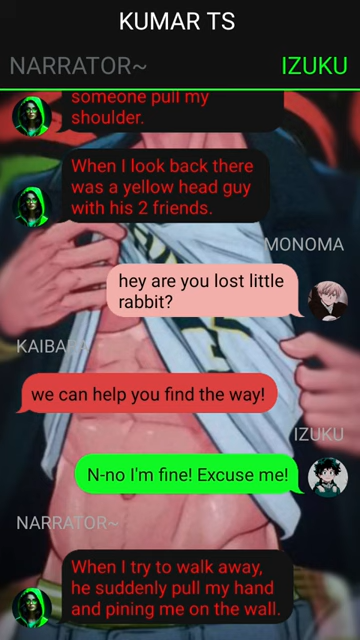 KUMAR TS
NARRATOR~
IZUKU
someone pull my
shoulder.
When I look back there
was a yellow head guy
with his 2 friends.
MONOMA
hey are you lost little
rabbit?
KAIBARA
we can help you find the way!
IZUKU
N-no I'm fine! Excuse me!
NARRATOR~
When I try to walk away,
he suddenly pull my hand
and pining me on the wall.